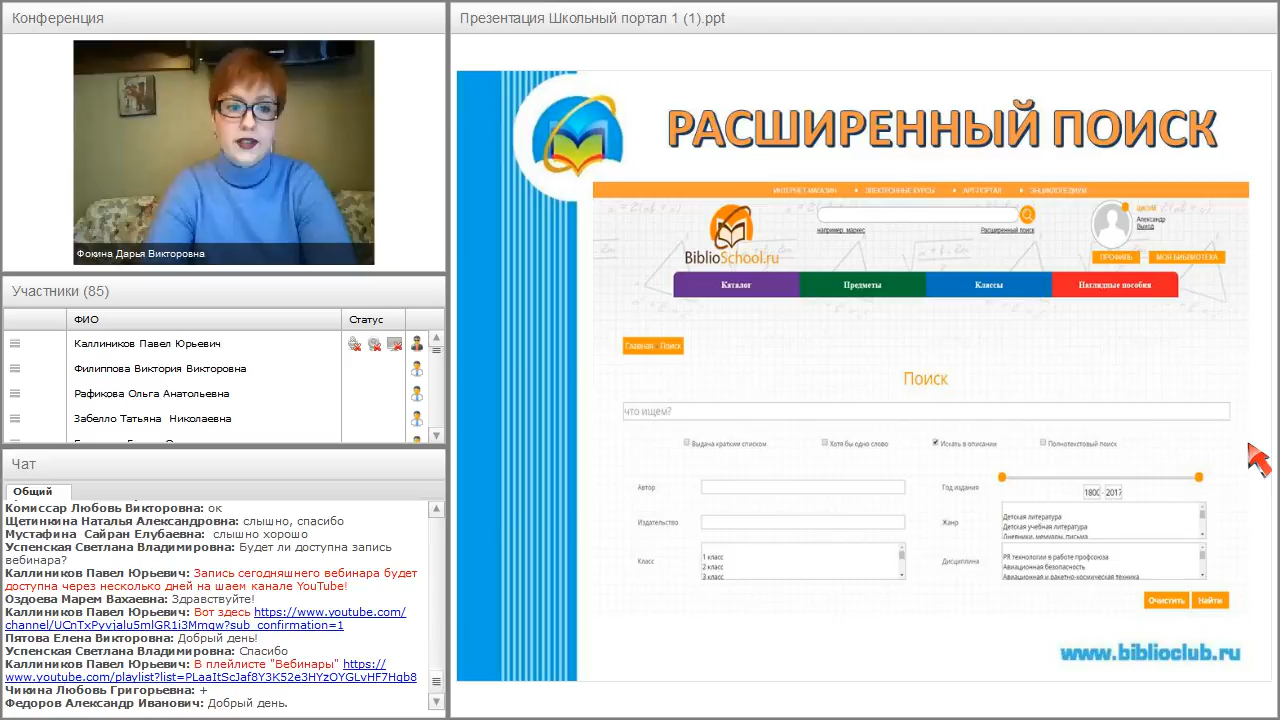 Конференция
Фокина Дарья Викторовна
Участники (85)
ФИО
Статус
Каллиников Павел Юрьевич
Филиппова Виктория Викторовна
Рафикова Ольга Анатольевна
Забелло Татьяна Николаевна
Чат
Общий
Комиссар Любовь Викторовна: ок
Щетинкина Наталья Александровна: слышно, спасибо
Мустафина Сайран Елубаевна: слышно хорошо
Успенская Светлана Владимировна: Будет ли доступна запись
вебинара?
Каллиников Павел Юрьевич: Запись сегодняшнего вебинара будет
доступна через несколько дней на шем канале YouTube!
Газдоева Марем Вахаевна: Здравствуйте!
Каллиников Павел Юрьевич: Вот здесь https://www.youtube.com/
channel/UCnTxPyvjalu5mlGR1i3Mmgw?sub_confirmation=1
Пятова Елена Викторовна: Добрый день!
Успенская Светлана Владимировна: Спасибо
Каллиников Павел Юрьевич: В плейлисте "Вебинары" https://
www.youtube.com/playlist?list=PLaaItScJaf8Y3K52e3HYzOYGLvHF7Hqb8
Чикина Любовь Григорьевна: +
Федоров Александр Иванович: Добрый день.
Презентация Школьный портал 1 (1).ppt
РАСШИРЕННЫЙ ПОИСК
ИНТЕРНЕТ-МАГАЗИН • ЭЛЕКТРОННЫЕ КУРСЫ • АРТ-ПОРТАЛ • ЭНЦИКЛОПЕДИУМ
BiblioSchool.ru
например, маркес
Расширенный поиск
Александр
Выход
ПРОФИЛЬ
МОЯ БИБЛИОТЕКА
Каталог
Предметы
Классы
Наглядные пособия
Главная Поиск
Поиск
что ищем?
Выдача кратким списком
Хотя бы одно слово
Искать в описании
Полнотекстовый поиск
Автор
Год издания
1800 - 2017
Издательство
Жанр
Детская литература
Детская учебная литература
Дневники, мемуары, письма
Класс
1 класс
2 класс
3 класс
Дисциплина
PR технологии в работе профсоюза
Авиационная безопасность
Авиационная и ракетно-космическая техника
Очистить
Найти
www.biblioclub.ru